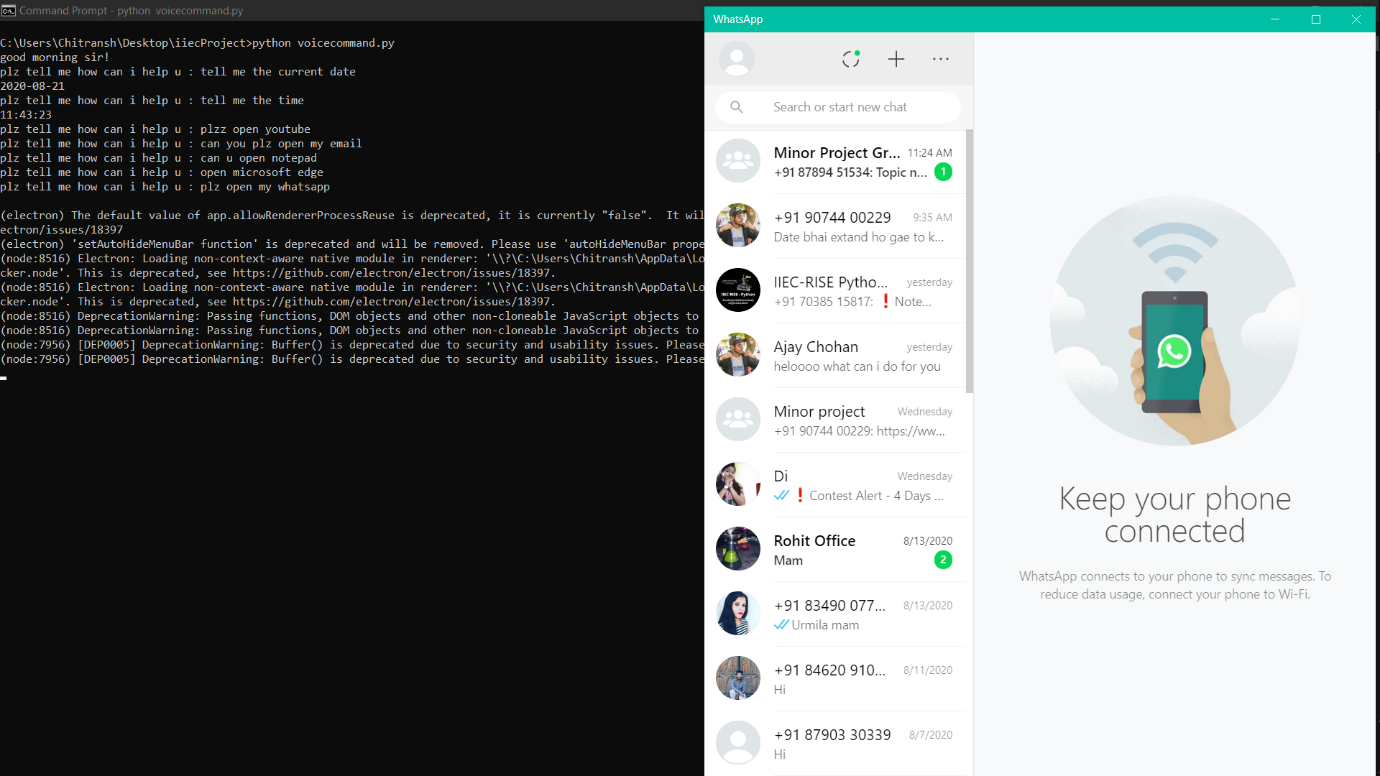 Command Prompt - python  voicecommand.py
C:\Users\Chitransh\Desktop\iiecProject>python voicecommand.py
good morning sir!
plz tell me how can i help u : tell me the current date
2020-08-21
plz tell me how can i help u : tell me the time
11:43:23
plz tell me how can i help u : plzz open youtube
plz tell me how can i help u : can you plz open my email
plz tell me how can i help u : can u open notepad
plz tell me how can i help u : open microsoft edge
plz tell me how can i help u : plz open my whatsapp
(electron) The default value of app.allowRendererProcessReuse is deprecated, it is currently "false".  It wil
ectron/issues/18397
(electron) 'setAutoHideMenuBar function' is deprecated and will be removed. Please use 'autoHideMenuBar prope
(node:8516) Electron: Loading non-context-aware native module in renderer: '\\?\C:\Users\Chitransh\AppData\Lo
cker.node'. This is deprecated, see https://github.com/electron/electron/issues/18397.
(node:8516) Electron: Loading non-context-aware native module in renderer: '\\?\C:\Users\Chitransh\AppData\Lo
cker.node'. This is deprecated, see https://github.com/electron/electron/issues/18397.
(node:8516) DeprecationWarning: Passing functions, DOM objects and other non-cloneable JavaScript objects to
(node:8516) DeprecationWarning: Passing functions, DOM objects and other non-cloneable JavaScript objects to
(node:7956) [DEP0005] DeprecationWarning: Buffer() is deprecated due to security and usability issues. Please
(node:7956) [DEP0005] DeprecationWarning: Buffer() is deprecated due to security and usability issues. Please
WhatsApp
Search or start new chat
Minor Project Gr... 11:24 AM
+91 87894 51534: Topic n... 1
+91 90744 00229 9:35 AM
Date bhai extand ho gae to k...
IIEC-RISE Pytho... yesterday
+91 70385 15817: ❗ Note...
Ajay Chohan yesterday
heloooo what can i do for you
Minor project Wednesday
+91 90744 00229: https://ww...
Di Wednesday
❗ Contest Alert - 4 Days ...
Rohit Office 8/13/2020
Mam 2
+91 83490 077... 8/13/2020
Urmila mam
+91 84620 910... 8/11/2020
Hi
+91 87903 30339 8/7/2020
Hi
Keep your phone
connected
WhatsApp connects to your phone to sync messages. To
reduce data usage, connect your phone to Wi-Fi.